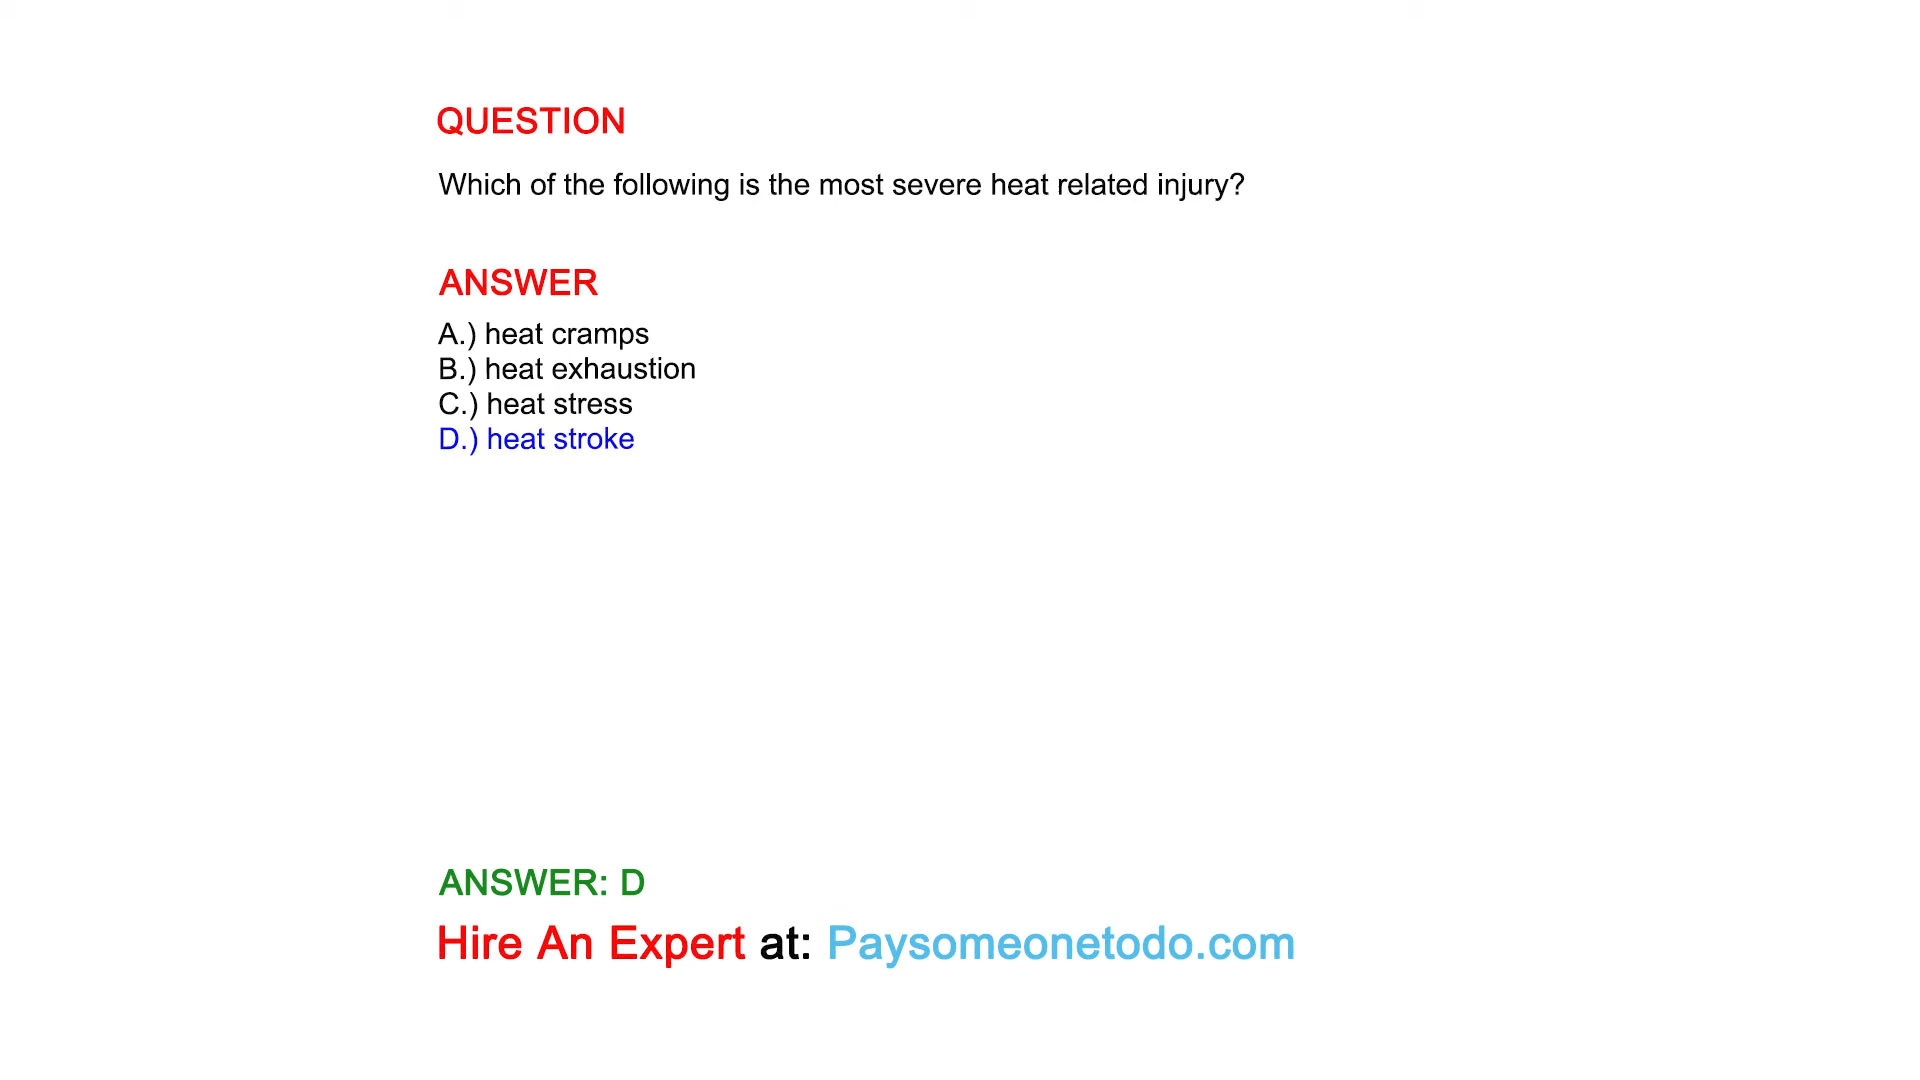 QUESTION
Which of the following is the most severe heat related injury?
ANSWER
A.) heat cramps
B.) heat exhaustion
C.) heat stress
D.) heat stroke
ANSWER: D
Hire An Expert at: Paysomeonetodo.com